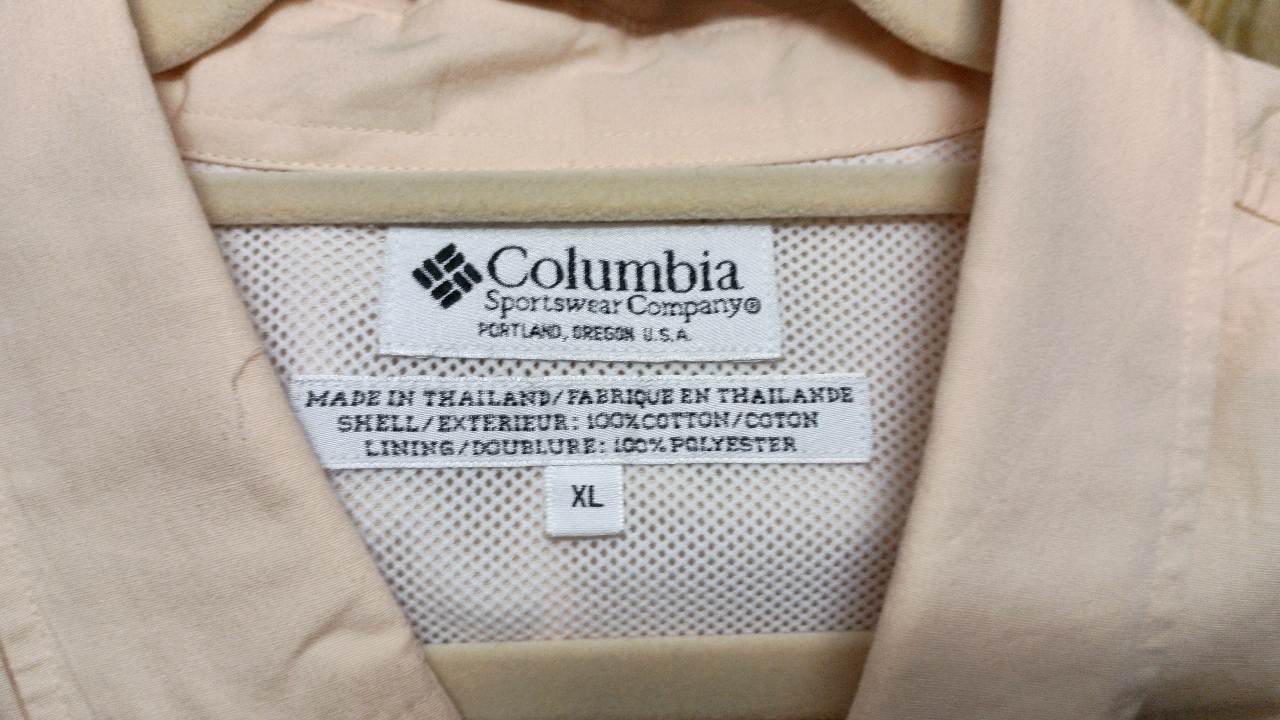 Columbia
Sportswear Company®
PORTLAND, OREGON U.S.A.
MADE IN THAILAND/FABRIQUE EN THAILANDE
SHELL/EXTERIEUR: 100%COTTON/COTON
LINING/DOUBLURE: 100%POLYESTER
XL